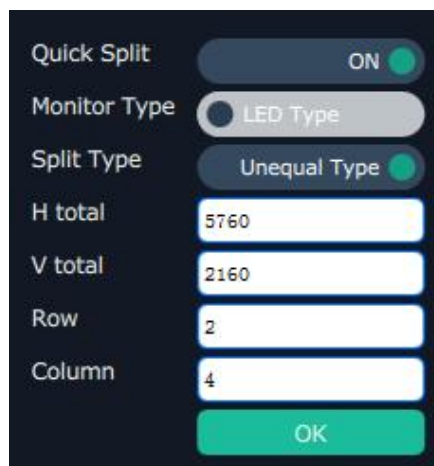 Quick Split ON
Monitor Type LED Type
Split Type Unequal Type
H total 5760
V total 2160
Row 2
Column 4
OK